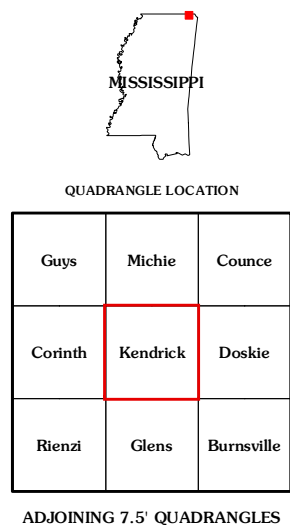 MISSISSIPPI
QUADRANGLE LOCATION
Guys Michie Counce
Corinth Kendrick Doskie
Rienzi Glens Burnsville
ADJOINING 7.5' QUADRANGLES